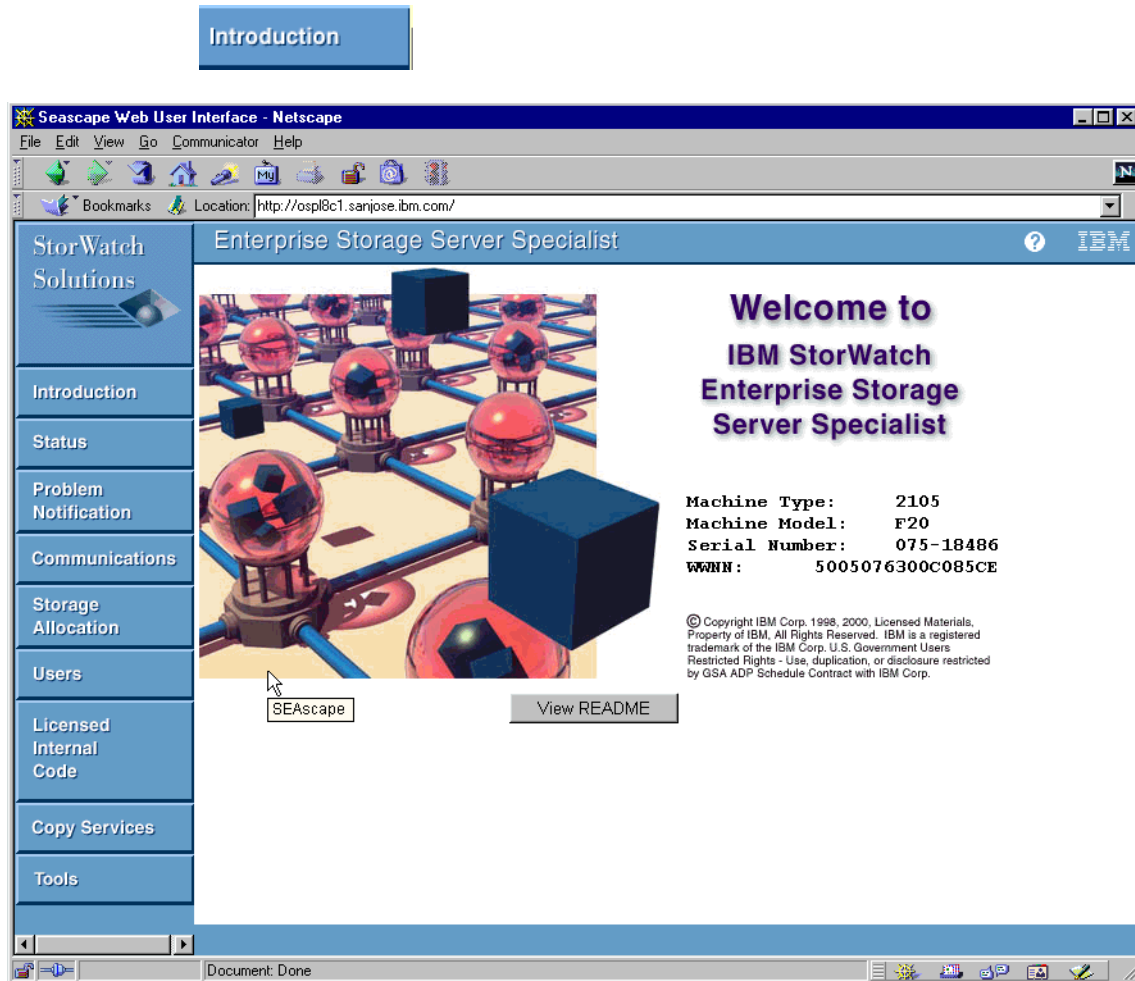 Introduction
Seascape Web User Interface - Netscape
File Edit View Go Communicator Help
My
N
Bookmarks Location: http://ospl8c1.sanjose.ibm.com/
StorWatch
Solutions
Enterprise Storage Server Specialist
? IBM
Introduction
Status
Problem
Notification
Communications
Storage
Allocation
Users
Licensed
Internal
Code
Copy Services
Tools
Welcome to
IBM StorWatch
Enterprise Storage
Server Specialist
Machine Type: 2105
Machine Model: F20
Serial Number: 075-18486
WWNN: 5005076300C085CE
© Copyright IBM Corp. 1998, 2000, Licensed Materials,
Property of IBM, All Rights Reserved. IBM is a registered
trademark of the IBM Corp. U.S. Government Users
Restricted Rights - Use, duplication, or disclosure restricted
by GSA ADP Schedule Contract with IBM Corp.
SEAscape
View README
Document: Done